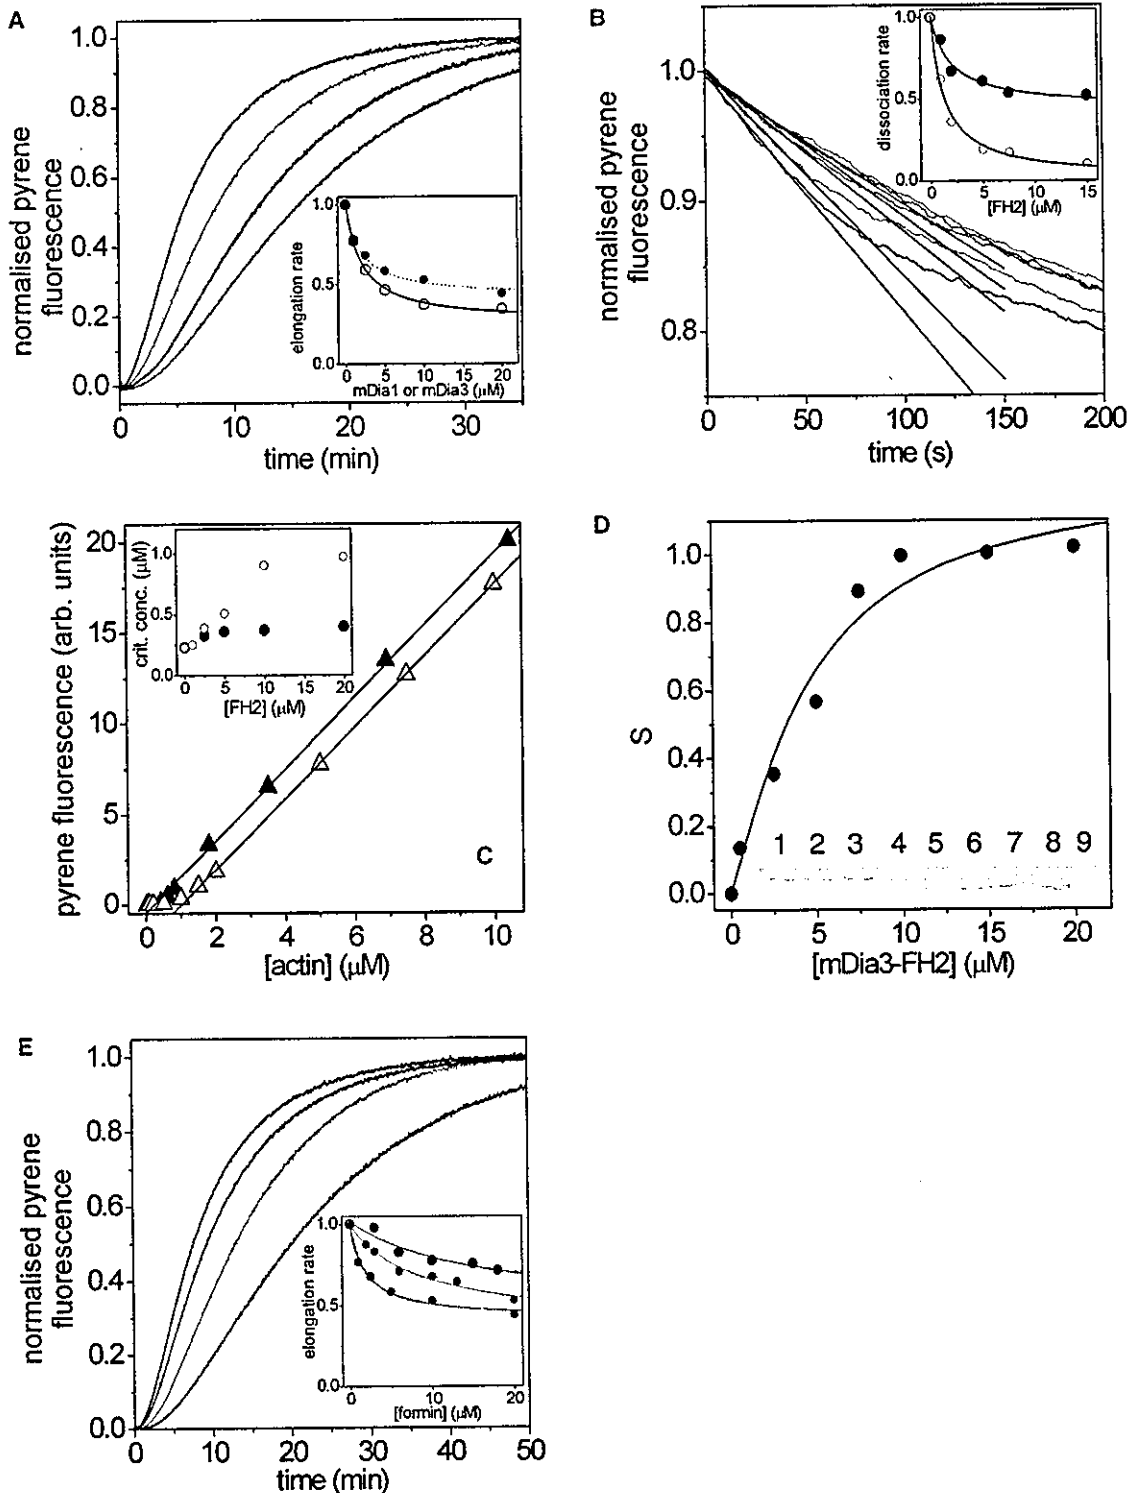 A
1.0
0.8
0.6
0.4
0.2
0.0
normalised pyrene
fluorescence
0 10 20 30
time (min)
1.0
0.5
0.0
elongation rate
0 5 10 15 20
mDia1 or mDia3 (µM)
B
1.0
0.9
0.8
normalised pyrene
fluorescence
0 50 100 150 200
time (s)
1.0
0.5
0.0
dissociation rate
0 5 10 15
[FH2] (µM)
20
15
10
5
0
pyrene fluorescence (arb. units)
0 2 4 6 8 10
[actin] (µM)
C
1.0
0.5
0.0
crit. conc. (µM)
0 5 10 15 20
[FH2] (µM)
D
1.0
0.8
0.6
0.4
0.2
0.0
S
1 2 3 4 5 6 7 8 9
0 5 10 15 20
[mDia3-FH2] (µM)
E
1.0
0.8
0.6
0.4
0.2
0.0
normalised pyrene
fluorescence
0 10 20 30 40 50
time (min)
1.0
0.5
0.0
elongation rate
0 10 20
[formin] (µM)